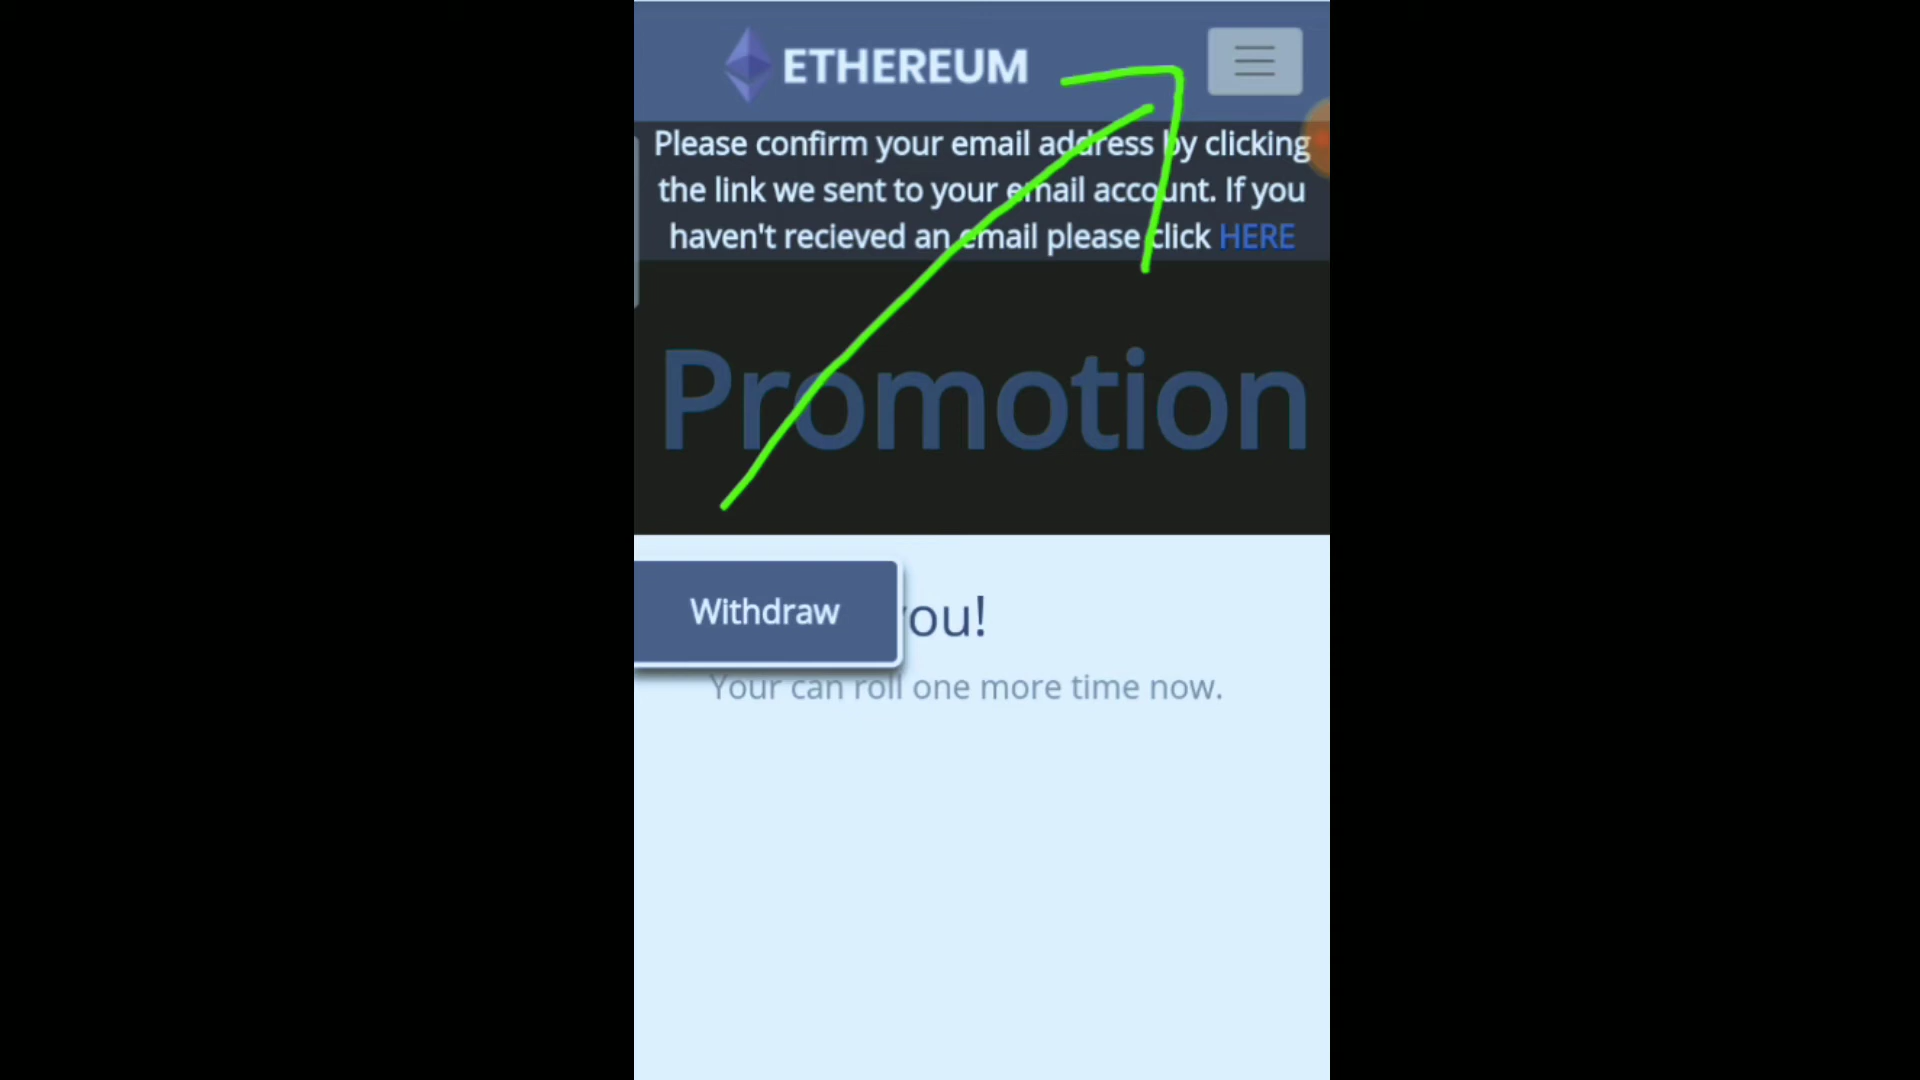 ETHEREUM
Please confirm your email address by clicking
the link we sent to your email account. If you
haven't recieved an email please click HERE
Promotion
Withdraw
you!
Your can roll one more time now.